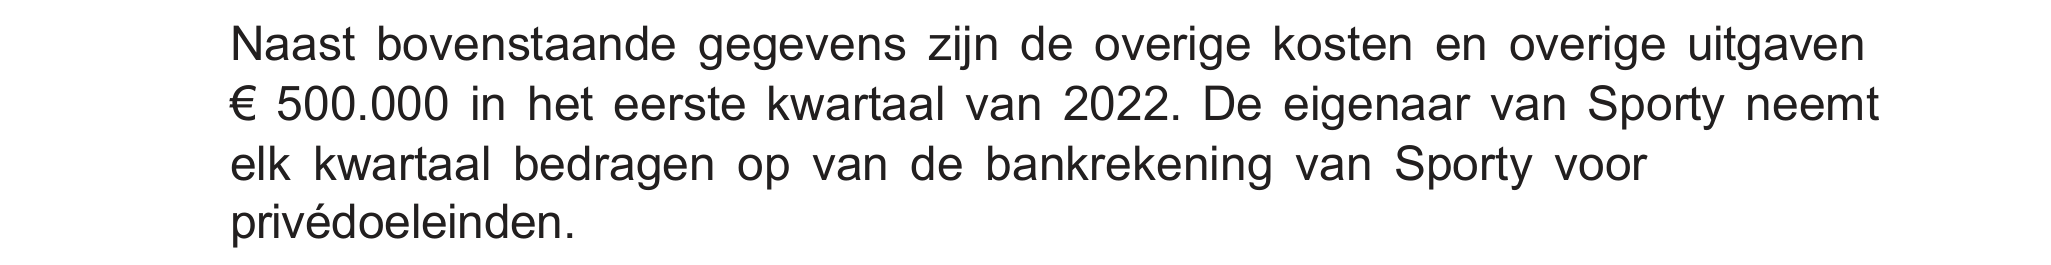 Naast bovenstaande gegevens zijn de overige kosten en overige uitgaven
€ 500.000 in het eerste kwartaal van 2022. De eigenaar van Sporty neemt
elk kwartaal bedragen op van de bankrekening van Sporty voor
privédoeleinden.